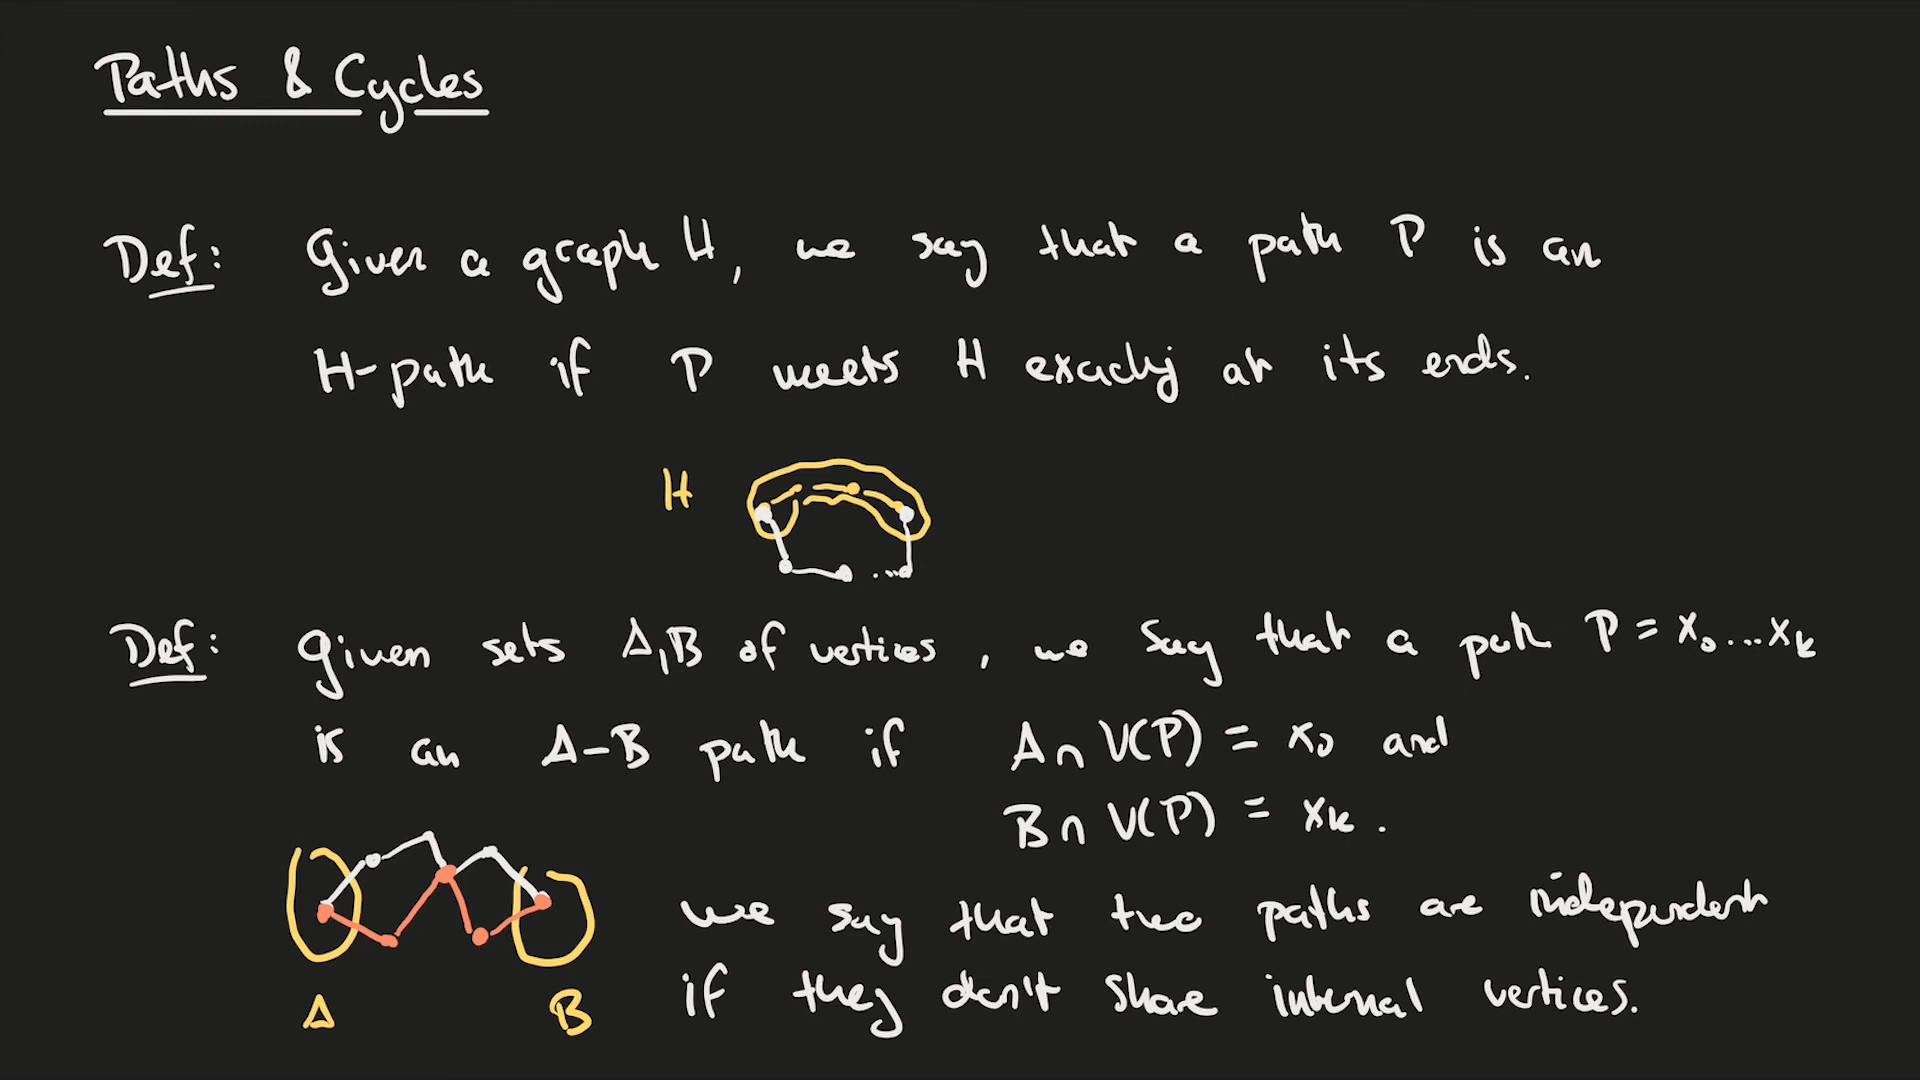 Paths & Cycles
Def: Given a graph H, we say that a path P is an
H-path if P meets H exactly at its ends.
H
Def: Given sets A,B of vertices, we say that a path P = x₀...xₖ
is an A-B path if A∩V(P) = x₀ and
B∩V(P) = xₖ.
we say that two paths are independent
if they don't share internal vertices.
A B